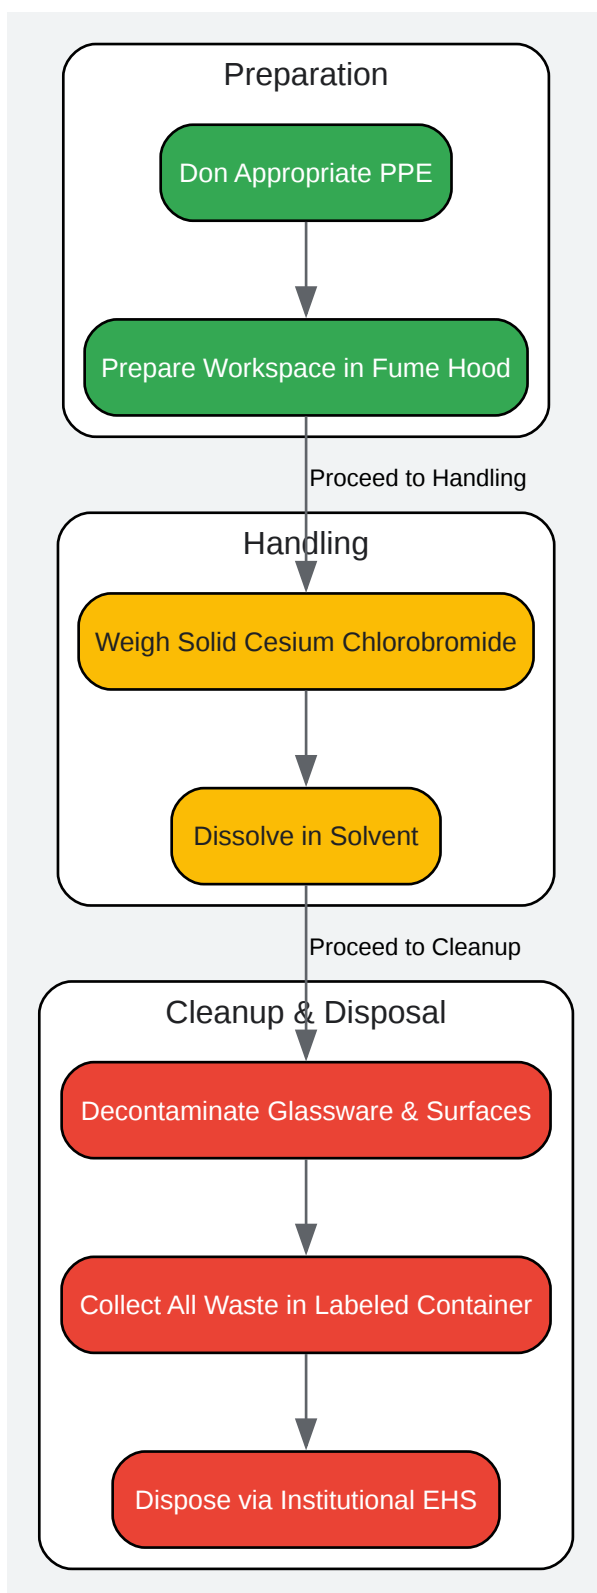 Preparation
Don Appropriate PPE
Prepare Workspace in Fume Hood
Proceed to Handling
Handling
Weigh Solid Cesium Chlorobromide
Dissolve in Solvent
Proceed to Cleanup
Cleanup & Disposal
Decontaminate Glassware & Surfaces
Collect All Waste in Labeled Container
Dispose via Institutional EHS